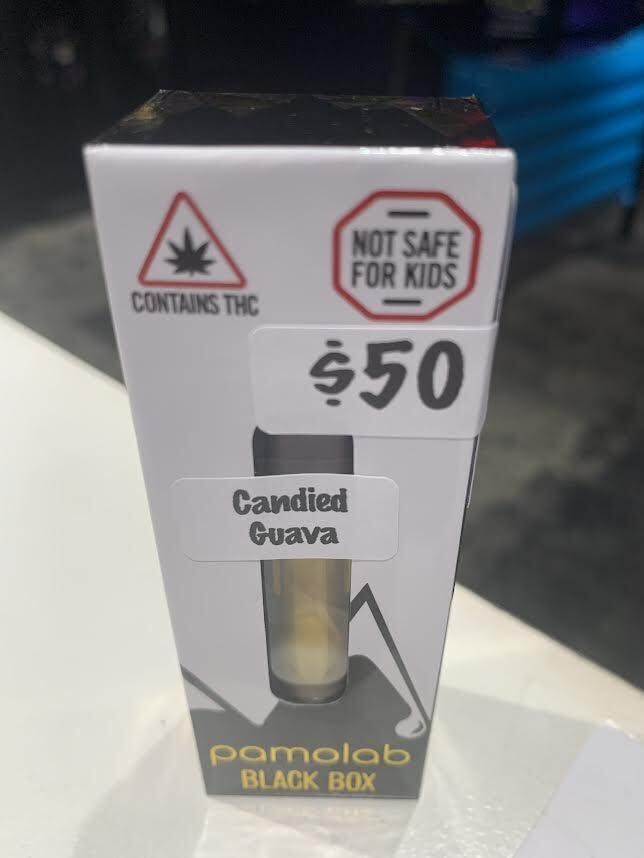 CONTAINS THC
NOT SAFE
FOR KIDS
$50
Candied
Guava
pamolab
BLACK BOX